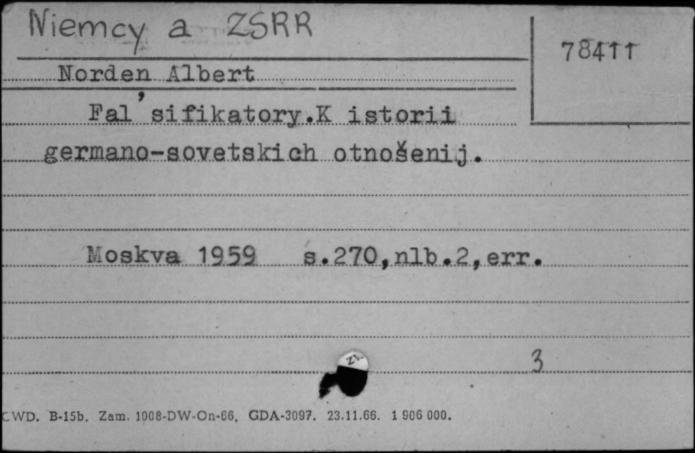 Niemcy a ZSRR
78411
Norden Albert
Fal'sifikatory.K istorii
germano-sovetskich otnošenij.
Moskva 1959 s.270,nlb.2,err.
3
CWD. B-15b. Zam. 1908-DW-On-66. GDA-3097. 23.11.66. 1 906 000.